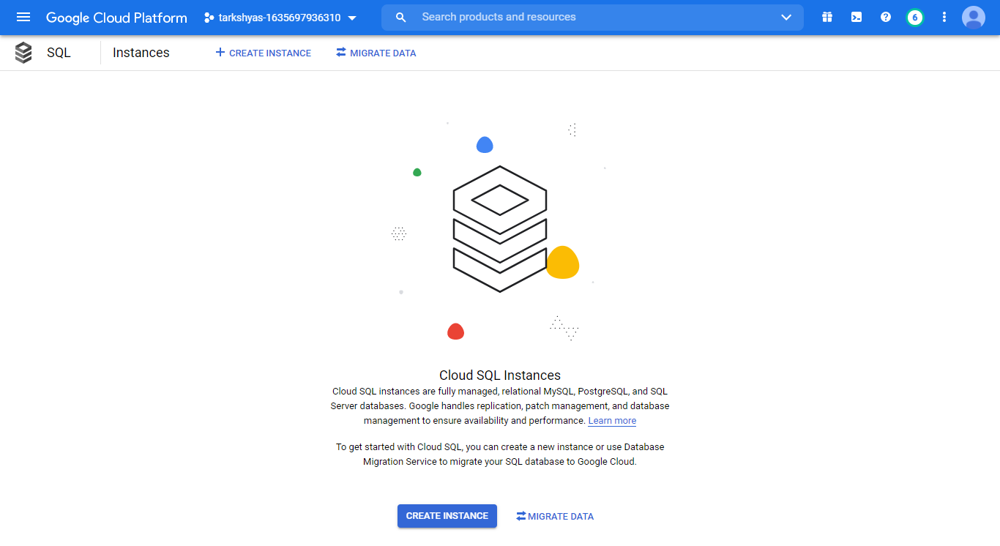 Google Cloud Platform tarkshyas-1635697936310 Search products and resources 6
SQL Instances CREATE INSTANCE MIGRATE DATA
Cloud SQL Instances
Cloud SQL instances are fully managed, relational MySQL, PostgreSQL, and SQL
Server databases. Google handles replication, patch management, and database
management to ensure availability and performance. Learn more
To get started with Cloud SQL, you can create a new instance or use Database
Migration Service to migrate your SQL database to Google Cloud.
CREATE INSTANCE MIGRATE DATA